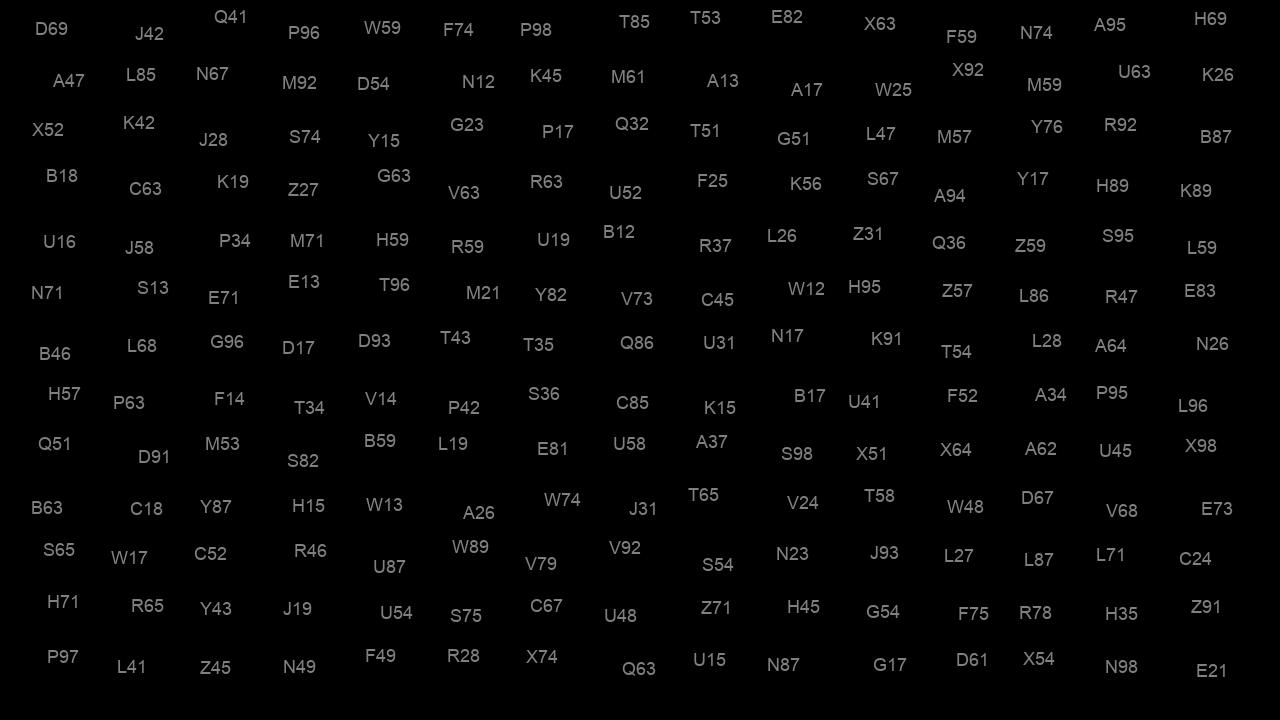 D69 J42 Q41 P96 W59 F74 P98 T85 T53 E82 X63 F59 N74 A95 H69
A47 L85 N67 M92 D54 N12 K45 M61 A13 A17 W25 X92 M59 U63 K26
X52 K42 J28 S74 Y15 G23 P17 Q32 T51 G51 L47 M57 Y76 R92 B87
B18 C63 K19 Z27 G63 V63 R63 U52 F25 K56 S67 A94 Y17 H89 K89
U16 J58 P34 M71 H59 R59 U19 B12 R37 L26 Z31 Q36 Z59 S95 L59
N71 S13 E71 E13 T96 M21 Y82 V73 C45 W12 H95 Z57 L86 R47 E83
B46 L68 G96 D17 D93 T43 T35 Q86 U31 N17 K91 T54 L28 A64 N26
H57 P63 F14 T34 V14 P42 S36 C85 K15 B17 U41 F52 A34 P95 L96
Q51 D91 M53 S82 B59 L19 E81 U58 A37 S98 X51 X64 A62 U45 X98
B63 C18 Y87 H15 W13 A26 W74 J31 T65 V24 T58 W48 D67 V68 E73
S65 W17 C52 R46 U87 W89 V79 V92 S54 N23 J93 L27 L87 L71 C24
H71 R65 Y43 J19 U54 S75 C67 U48 Z71 H45 G54 F75 R78 H35 Z91
P97 L41 Z45 N49 F49 R28 X74 Q63 U15 N87 G17 D61 X54 N98 E21